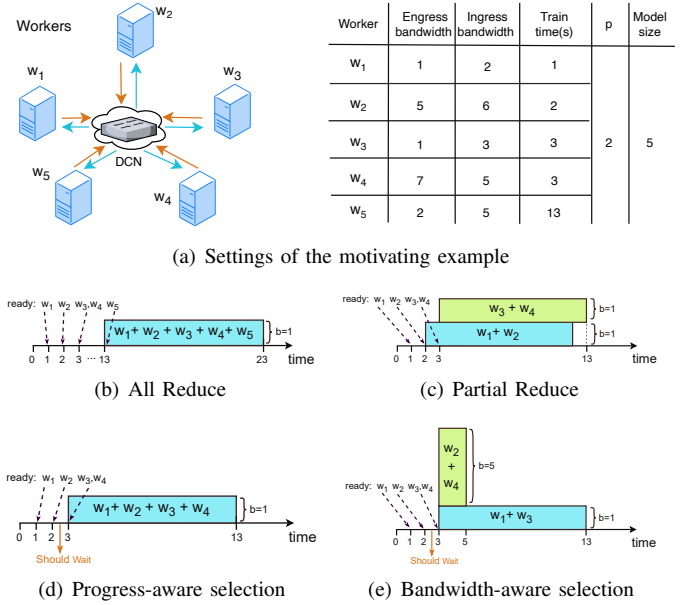 Workers
w2
w1
w3
DCN
w5
w4
Worker Engress bandwidth Ingress bandwidth Train time(s) p Model size
w1 1 2 1
w2 5 6 2
w3 1 3 3
2 5
w4 7 5 3
w5 2 5 13
(a) Settings of the motivating example
ready: w1 w2 w3,w4 w5
w1+ w2 + w3 + w4 + w5
b=1
0 1 2 3 ... 13 23 time
(b) All Reduce
ready: w1 w2 w3,w4
w3 + w4
b=1
w1+ w2
b=1
0 1 2 3 13 time
(c) Partial Reduce
ready: w1 w2 w3,w4
w1+ w2 + w3 + w4
b=1
0 1 2 3 13 time
Should Wait
(d) Progress-aware selection
w2 + w4
b=5
ready: w1 w2 w3,w4
w1 + w3
b=1
0 1 2 3 5 13 time
Should Wait
(e) Bandwidth-aware selection